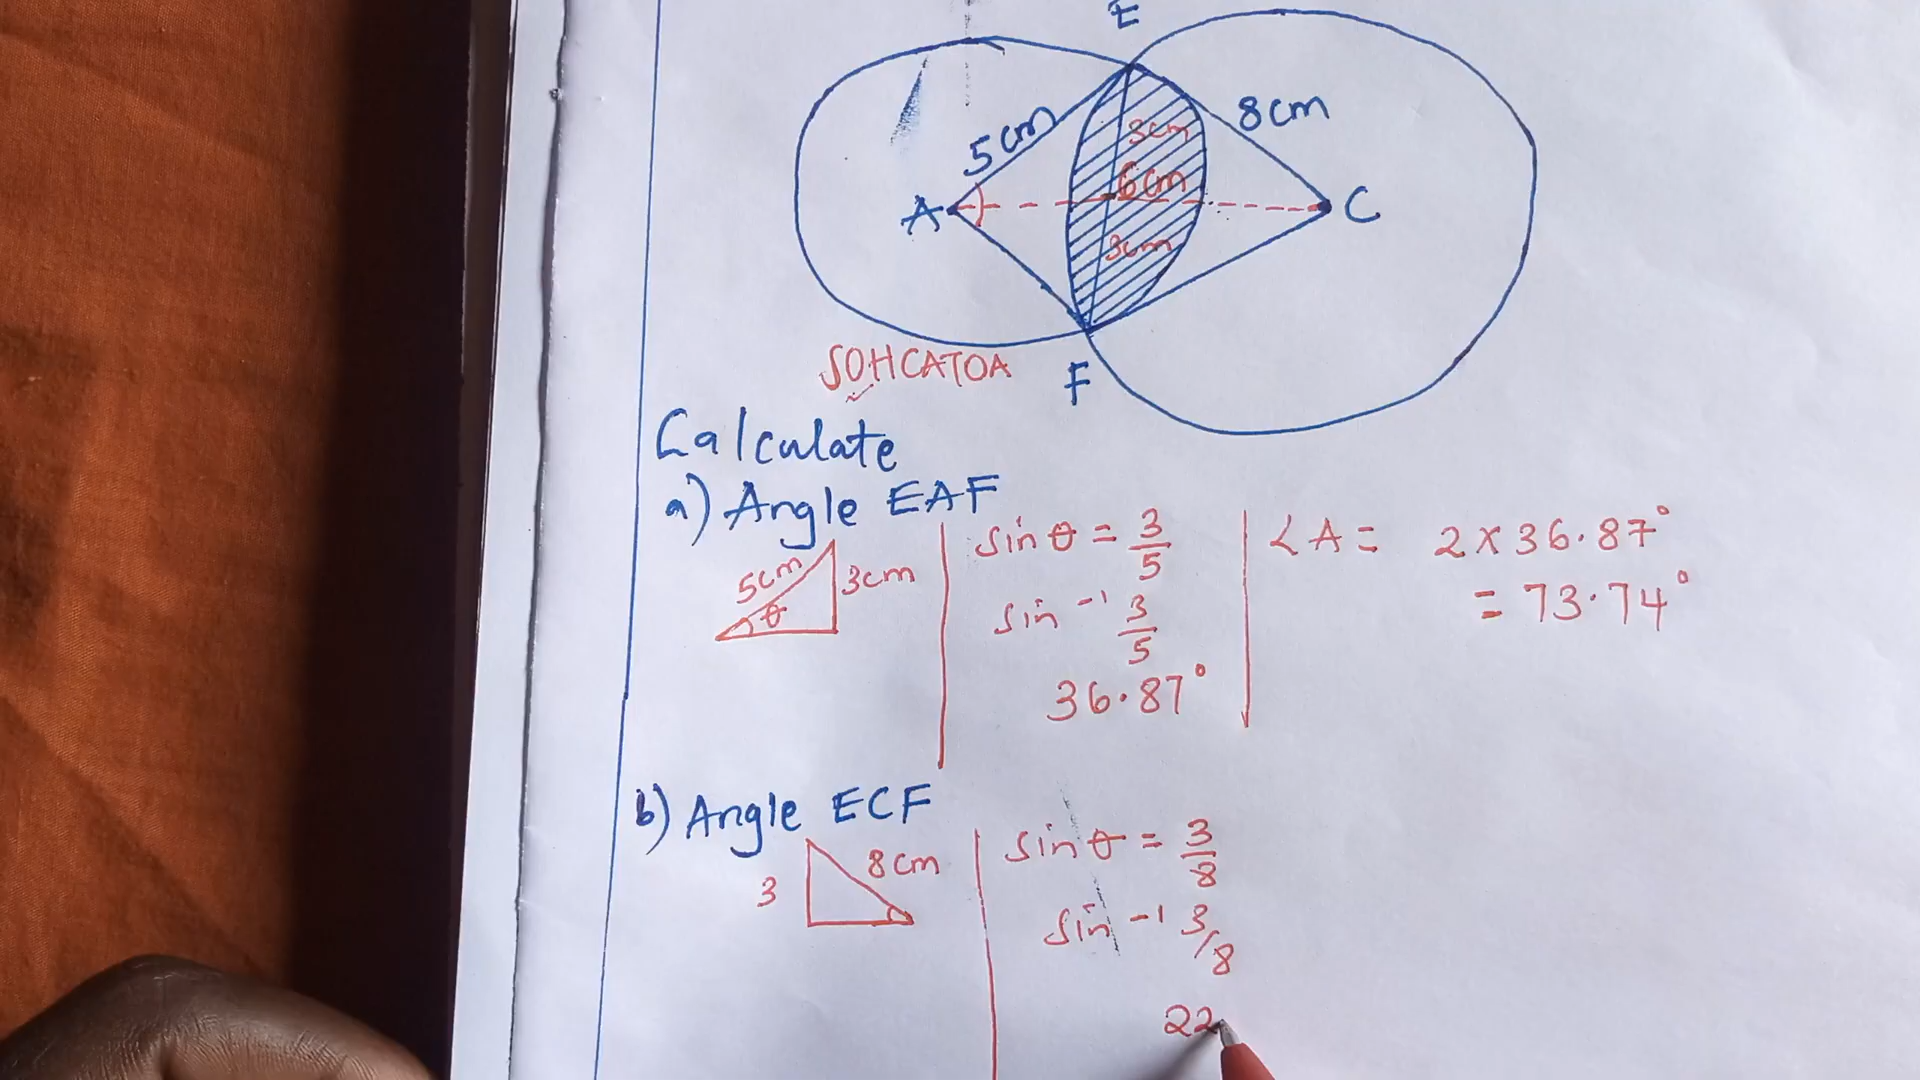 E
5cm
8cm
3cm
6cm
A
C
3cm
SOHCATOA
F
Calculate
a) Angle EAF
5cm
3cm
θ
sin θ = 3/5
sin⁻¹ 3/5
36.87°
∠A = 2 × 36.87°
= 73.74°
b) Angle ECF
3
8cm
sin θ = 3/8
sin⁻¹ 3/8
22